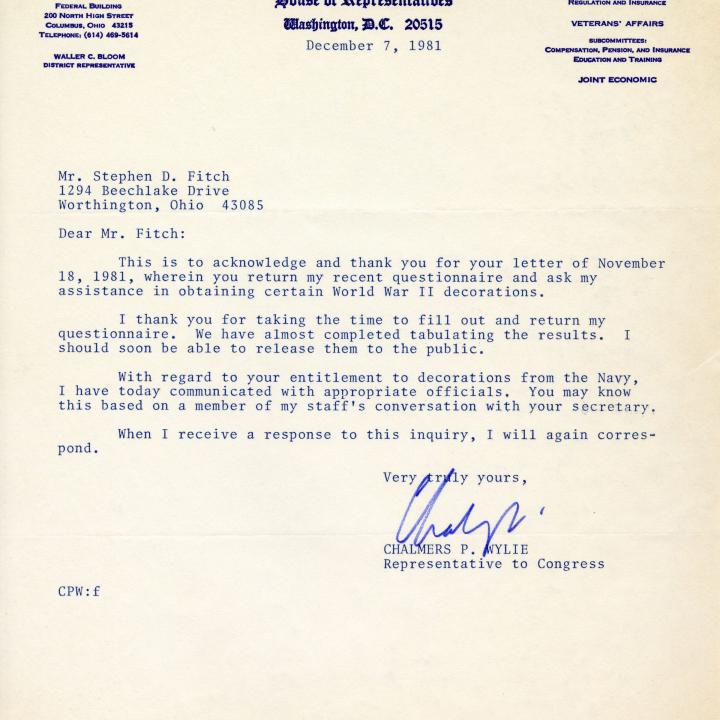 FEDERAL BUILDING
200 NORTH HIGH STREET
COLUMBUS, OHIO 43215
TELEPHONE: (614) 469-5614
WALLER C. BLOOM
DISTRICT REPRESENTATIVE
House of Representatives
Washington, D.C. 20515
December 7, 1981
REGULATION AND INSURANCE
VETERANS' AFFAIRS
SUBCOMMITTEES:
COMPENSATION, PENSION, AND INSURANCE
EDUCATION AND TRAINING
JOINT ECONOMIC
Mr. Stephen D. Fitch
1294 Beechlake Drive
Worthington, Ohio 43085
Dear Mr. Fitch:
This is to acknowledge and thank you for your letter of November
18, 1981, wherein you return my recent questionnaire and ask my
assistance in obtaining certain World War II decorations.
I thank you for taking the time to fill out and return my
questionnaire. We have almost completed tabulating the results. I
should soon be able to release them to the public.
With regard to your entitlement to decorations from the Navy,
I have today communicated with appropriate officials. You may know
this based on a member of my staff's conversation with your secretary.
When I receive a response to this inquiry, I will again corres-
pond.
Very truly yours,
CHALMERS P. WYLIE
Representative to Congress
CPW:f